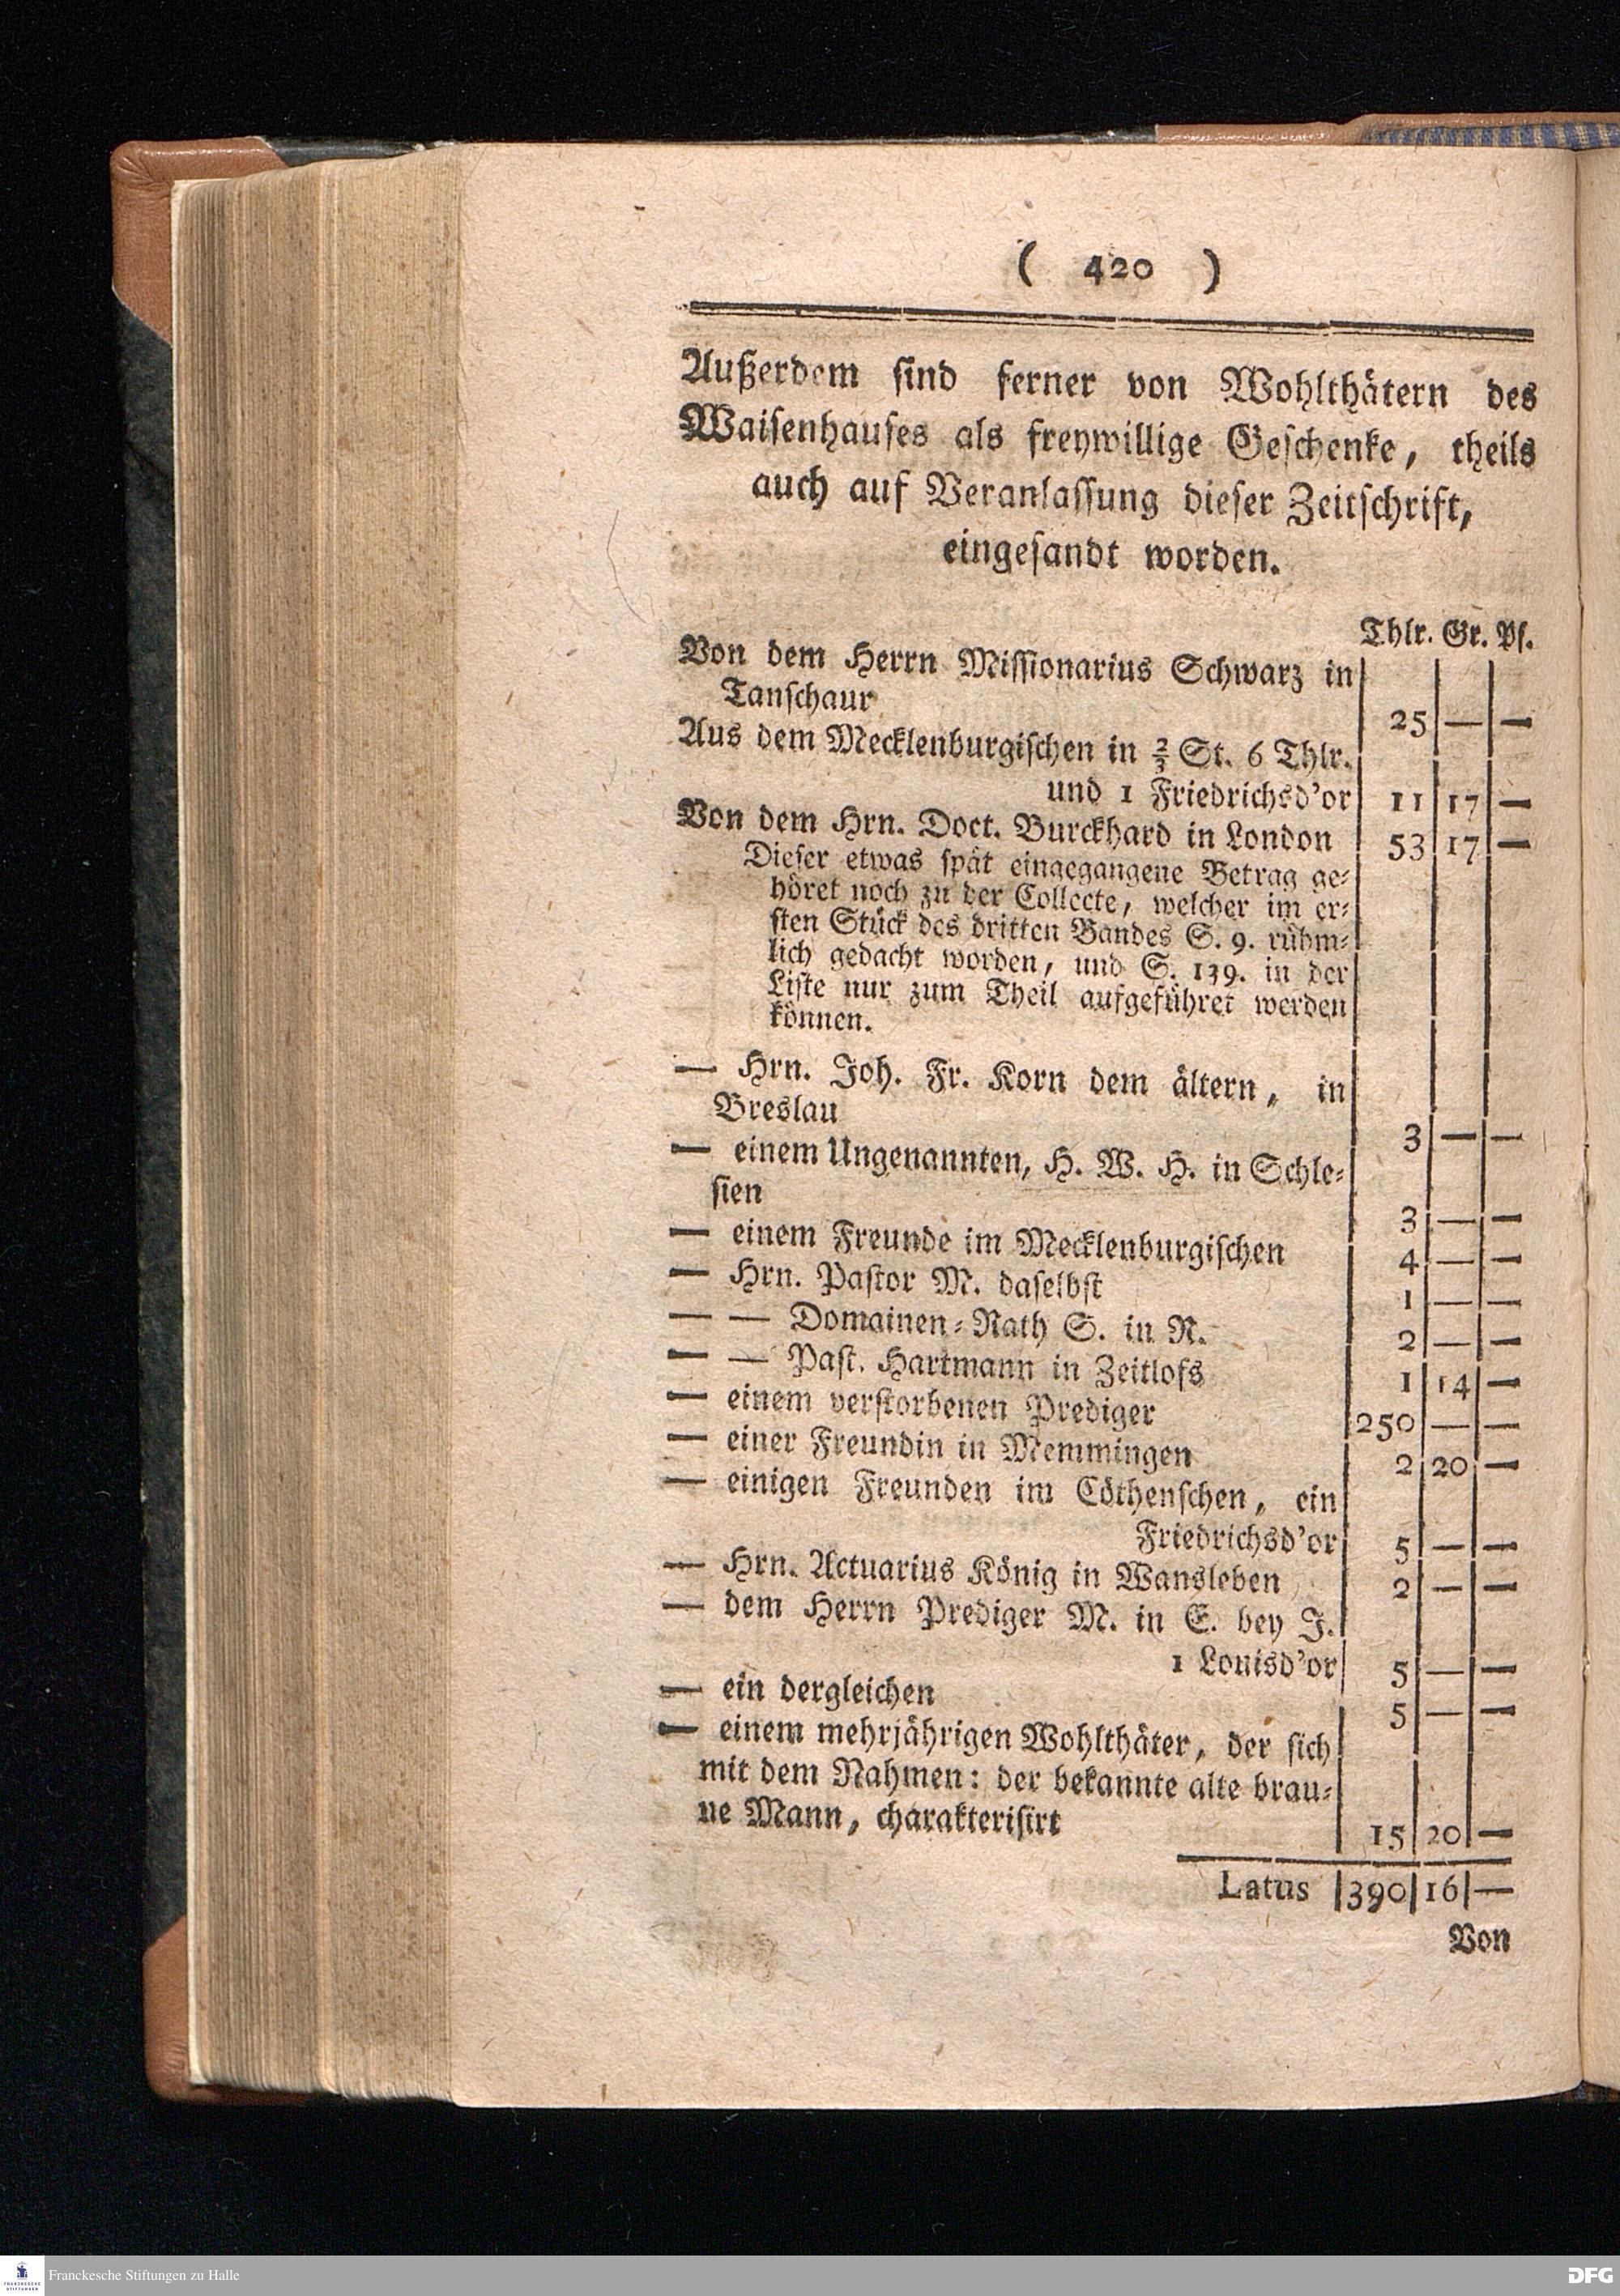 ( 420 )
Außerdem sind ferner von Wohlthätern des
Waisenhauses als freywillige Geschenke, theils
auch auf Veranlassung dieser Zeitschrift,
eingesandt worden.
Thlr. Gr. Pf.
Von dem Herrn Missionarius Schwarz in
Tanschaur 25 — —
Aus dem Mecklenburgischen in 2/3 St. 6 Thlr.
und 1 Friedrichsd'or 11 17 —
Von dem Hrn. Doct. Burckhard in London 53 17 —
Dieser etwas spät eingegangene Betrag ge-
höret noch zu der Collecte, welcher im er-
sten Stück des dritten Bandes S. 9. rühm-
lich gedacht worden, und S. 139. in der
Liste nur zum Theil aufgeführet werden
können.
— Hrn. Joh. Fr. Korn dem ältern, in
Breslau 3 — —
— einem Ungenannten, H. W. H. in Schle-
sien 3 — —
— einem Freunde im Mecklenburgischen 4 — —
— Hrn. Pastor M. daselbst 1 — —
— — Domainen-Rath S. in R. 2 — —
— — Past. Hartmann in Zeitlofs 1 14 —
— einem verstorbenen Prediger 250 — —
— einer Freundin in Memmingen 2 20 —
— einigen Freunden im Cöthenschen, ein
Friedrichsd'or 5 — —
— Hrn. Actuarius König in Wansleben 2 — —
— dem Herrn Prediger M. in E. bey J.
1 Louisd'or 5 — —
— ein dergleichen 5 — —
— einem mehrjährigen Wohlthäter, der sich
mit dem Nahmen: der bekannte alte brau-
ne Mann, charakterisirt 15 20 —
Latus 390 16 —
Von
FRANCKESCHE STIFTUNGEN
Franckesche Stiftungen zu Halle
DFG